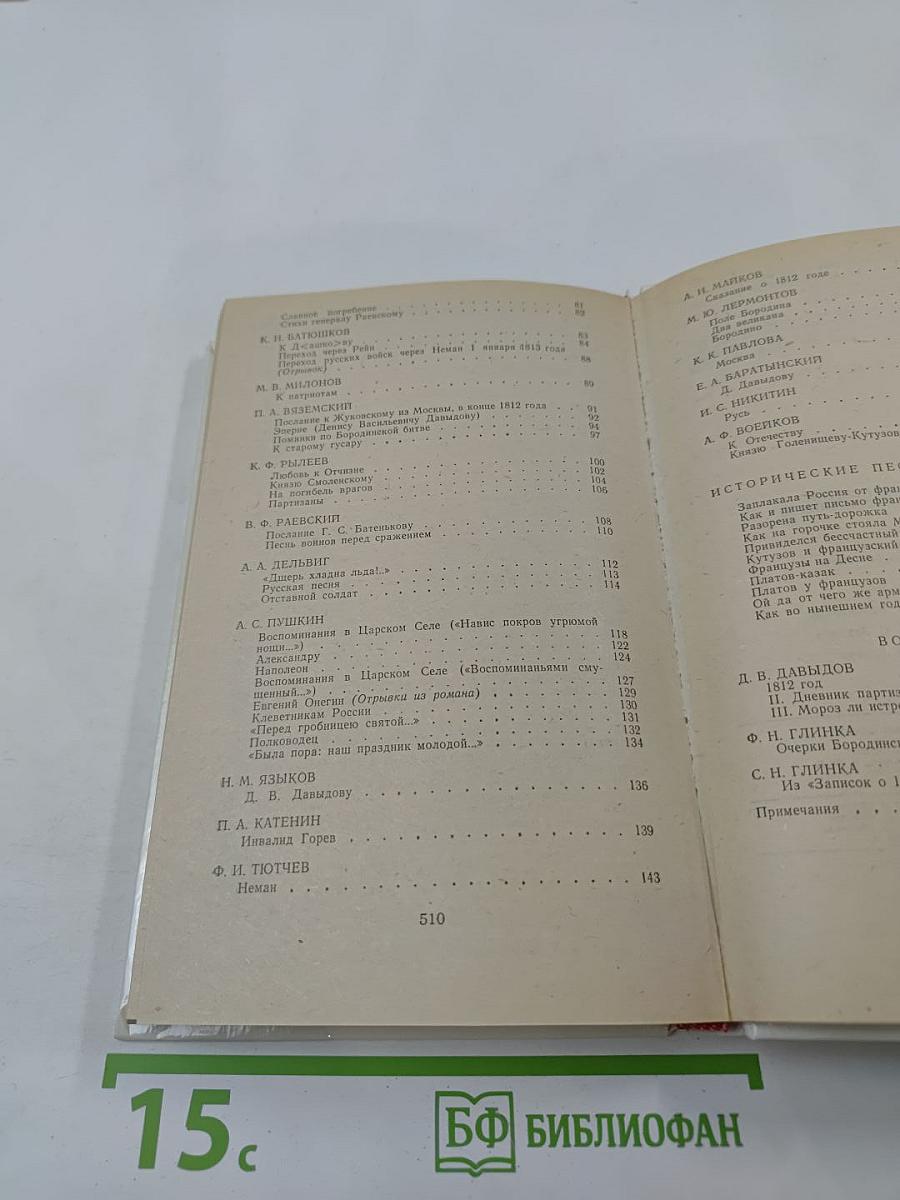 Славное погребение . . . 81
Стихи генералу Раевскому . . . 82
К. Н. БАТЮШКОВ
К Д<ашко>ву . . . 83
Переход через Рейн . . . 84
Переход русских войск через Неман 1 января 1813 года
(Отрывок) . . . 88
М. В. МИЛОНОВ
К патриотам . . . 89
П. А. ВЯЗЕМСКИЙ
Послание к Жуковскому из Москвы, в конце 1812 года . . 91
Эперне (Денису Васильевичу Давыдову) . . . 92
Поминки по Бородинской битве . . . 94
К старому гусару . . . 97
К. Ф. РЫЛЕЕВ
Любовь к Отчизне . . . 100
Князю Смоленскому . . . 102
На погибель врагов . . . 104
Партизаны . . . 106
В. Ф. РАЕВСКИЙ
Послание Г. С. Батенькову . . . 108
Песнь воинов перед сражением . . . 110
А. А. ДЕЛЬВИГ
«Дщерь хладна льда!..» . . . 112
Русская песня . . . 113
Отставной солдат . . . 114
А. С. ПУШКИН
Воспоминания в Царском Селе («Навис покров угрюмой
нощи...») . . . 118
Александру . . . 122
Наполеон . . . 124
Воспоминания в Царском Селе («Воспоминаньями сму-
щенный...») . . . 127
Евгений Онегин (Отрывки из романа) . . . 129
Клеветникам России . . . 130
«Перед гробницею святой...» . . . 131
Полководец . . . 132
«Была пора: наш праздник молодой...» . . . 134
Н. М. ЯЗЫКОВ
Д. В. Давыдову . . . 136
П. А. КАТЕНИН
Инвалид Горев . . . 139
Ф. И. ТЮТЧЕВ
Неман . . . 143
510
А. Н. МАЙКОВ
Сказание о 1812 годе . . .
М. Ю. ЛЕРМОНТОВ
Поле Бородина . . .
Два великана . . .
Бородино . . .
К. К. ПАВЛОВА
Москва . . .
Е. А. БАРАТЫНСКИЙ
Д. Давыдову . . .
И. С. НИКИТИН
Русь . . .
А. Ф. ВОЕЙКОВ
К Отечеству . . .
Князю Голенищеву-Кутузов
ИСТОРИЧЕСКИЕ ПЕС
Заплакала Россия от фран
Как и пишет письмо фран
Разорена путь-дорожка
Как на горочке стояла М
Привиделся бессчастный
Кутузов и французский
Французы на Десне .
Платов-казак . . .
Платов у французов
Ой да от чего же арм
Как во нынешнем год
ВО
Д. В. ДАВЫДОВ
1812 год
II. Дневник партиз
III. Мороз ли истре
Ф. Н. ГЛИНКА
Очерки Бородинск
С. Н. ГЛИНКА
Из «Записок о 1
Примечания . . .
15 с
БФ БИБЛИОФАН